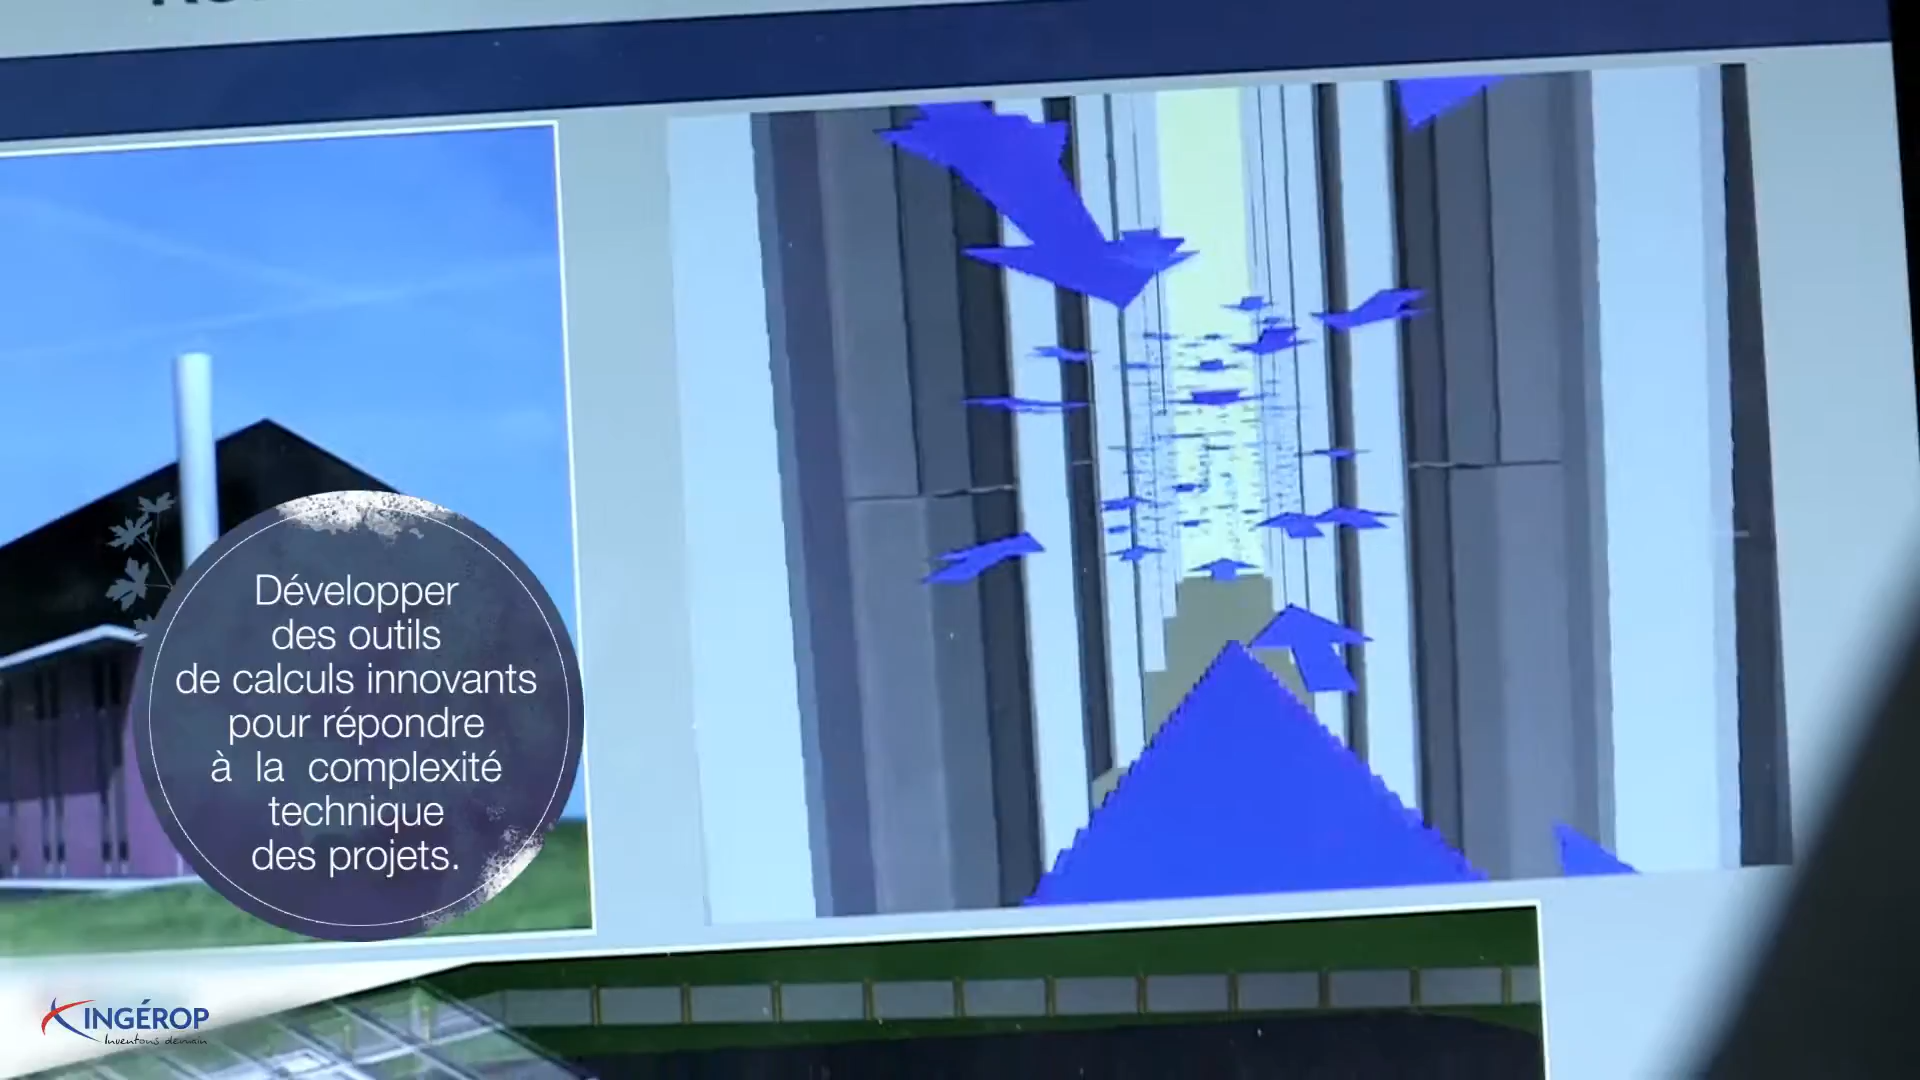 Développer
des outils
de calculs innovants
pour répondre
à la complexité
technique
des projets.
INGÉROP
Inventons demain